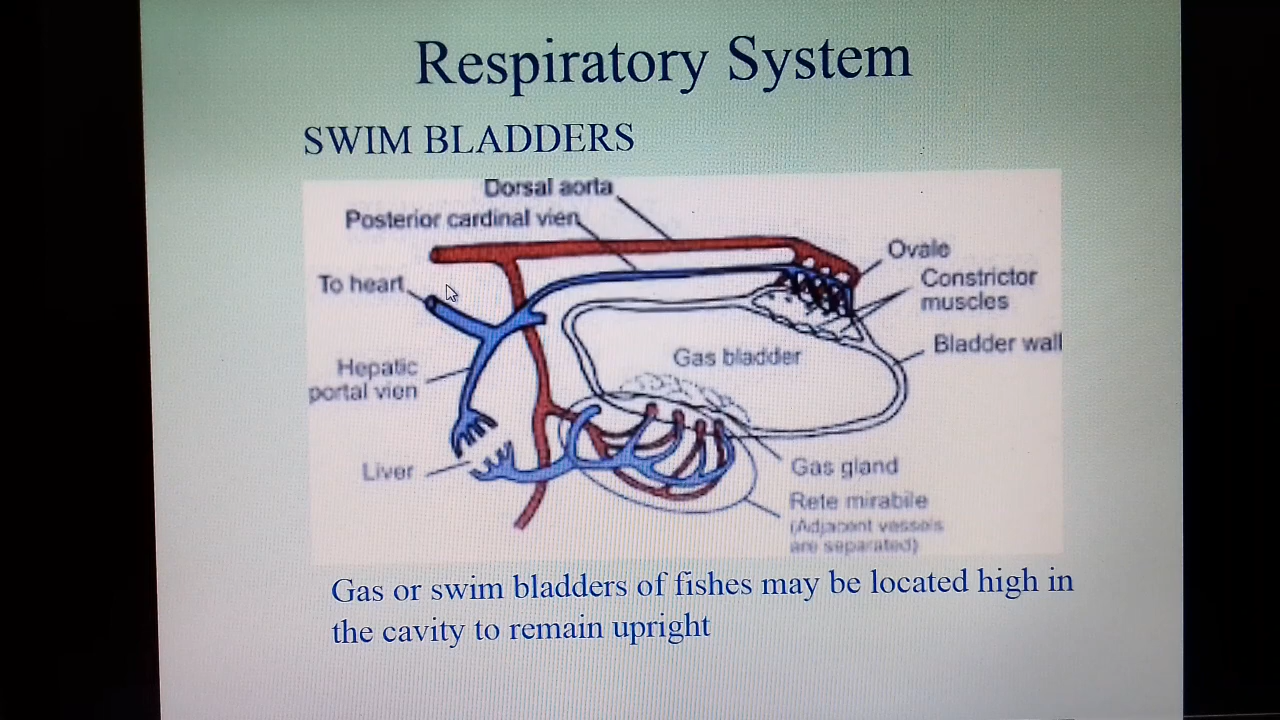 Respiratory System
SWIM BLADDERS
Dorsal aorta
Posterior cardinal vien
Ovale
To heart
Constrictor
muscles
Bladder wall
Gas bladder
Hepatic
portal vien
Liver
Gas gland
Rete mirabile
(Adjacent vessels
are separated)
Gas or swim bladders of fishes may be located high in
the cavity to remain upright